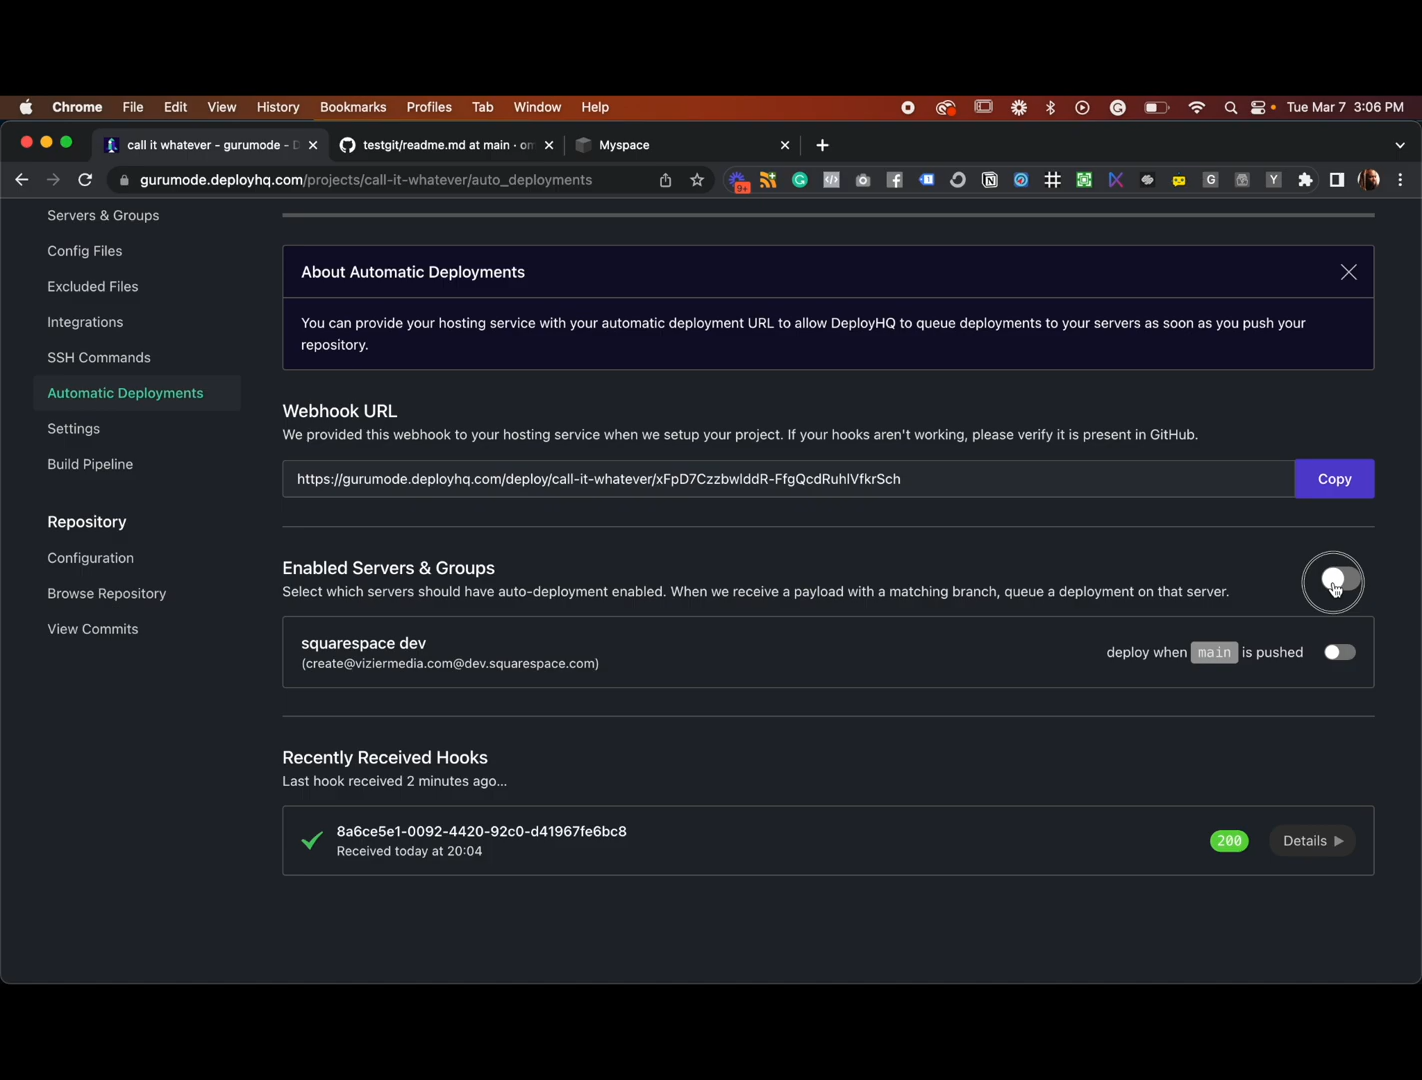 Chrome File Edit View History Bookmarks Profiles Tab Window Help Tue Mar 7 3:06 PM
call it whatever - gurumode - D testgit/readme.md at main · om Myspace
gurumode.deployhq.com/projects/call-it-whatever/auto_deployments 9+
Servers & Groups
Config Files
Excluded Files
Integrations
SSH Commands
Automatic Deployments
Settings
Build Pipeline
Repository
Configuration
Browse Repository
View Commits
About Automatic Deployments
You can provide your hosting service with your automatic deployment URL to allow DeployHQ to queue deployments to your servers as soon as you push your
repository.
Webhook URL
We provided this webhook to your hosting service when we setup your project. If your hooks aren't working, please verify it is present in GitHub.
https://gurumode.deployhq.com/deploy/call-it-whatever/xFpD7CzzbwlddR-FfgQcdRuhlVfkrSch Copy
Enabled Servers & Groups
Select which servers should have auto-deployment enabled. When we receive a payload with a matching branch, queue a deployment on that server.
squarespace dev
(create@viziermedia.com@dev.squarespace.com)
deploy when main is pushed
Recently Received Hooks
Last hook received 2 minutes ago...
8a6ce5e1-0092-4420-92c0-d41967fe6bc8
Received today at 20:04
200 Details